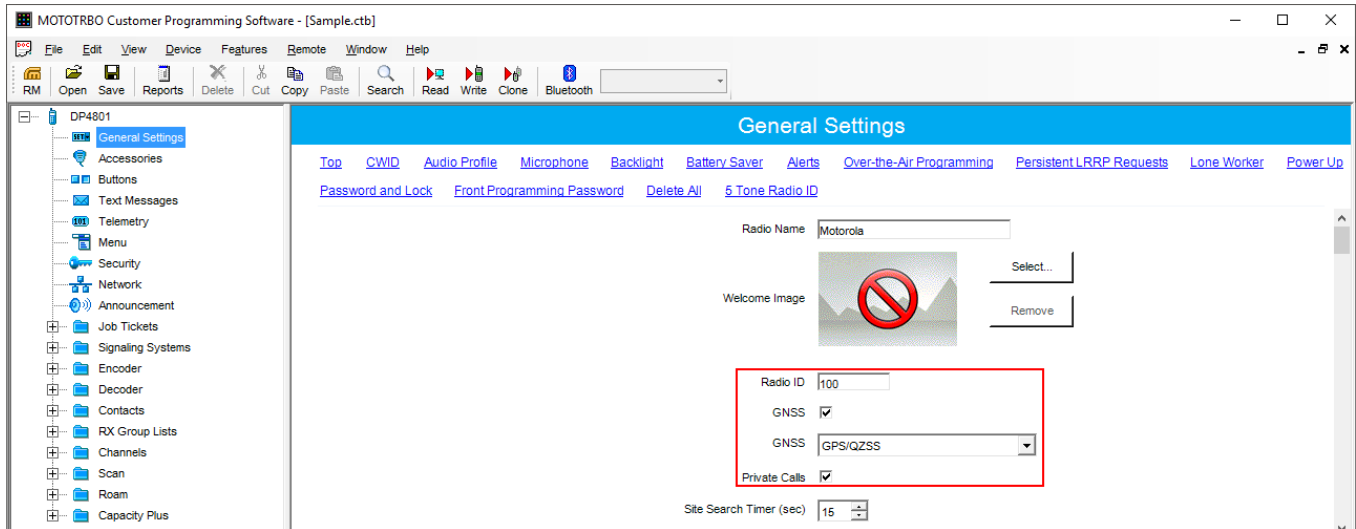 MOTOTRBO Customer Programming Software - [Sample.ctb]
File Edit View Device Features Remote Window Help
RM Open Save Reports Delete Cut Copy Paste Search Read Write Clone Bluetooth
DP4801
General Settings
Accessories
Buttons
Text Messages
Telemetry
Menu
Security
Network
Announcement
Job Tickets
Signaling Systems
Encoder
Decoder
Contacts
RX Group Lists
Channels
Scan
Roam
Capacity Plus
General Settings
Top CWID Audio Profile Microphone Backlight Battery Saver Alerts Over-the-Air Programming Persistent LRRP Requests Lone Worker Power Up
Password and Lock Front Programming Password Delete All 5 Tone Radio ID
Radio Name Motorola
Welcome Image
Select...
Remove
Radio ID 100
GNSS
GNSS GPS/QZSS
Private Calls
Site Search Timer (sec) 15